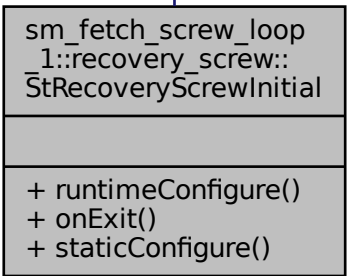 sm_fetch_screw_loop
_1::recovery_screw::
StRecoveryScrewInitial
+ runtimeConfigure()
+ onExit()
+ staticConfigure()